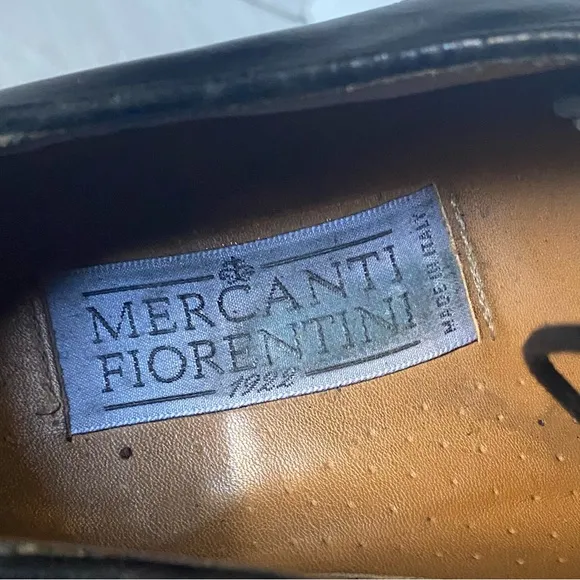 MERCANTI
FIORENTINI
1922
MADE IN ITALY